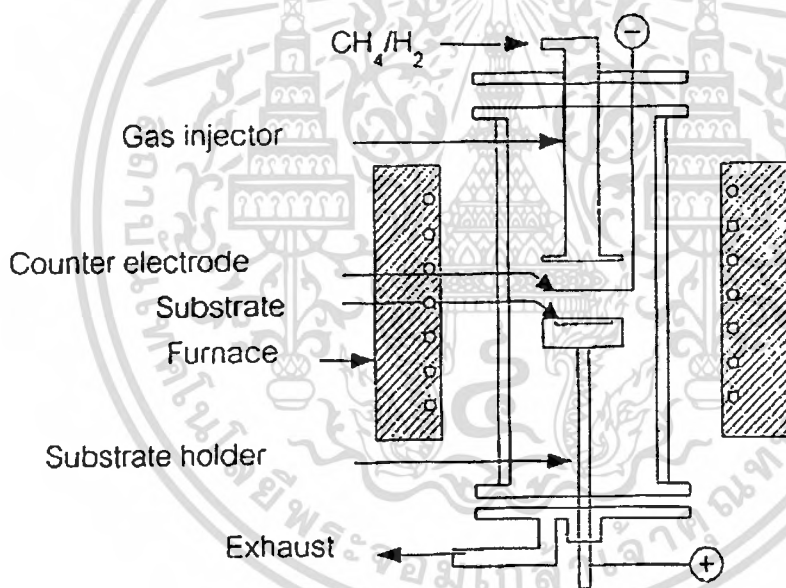 CH₄/H₂
−
Gas injector
Counter electrode
Substrate
Furnace
Substrate holder
Exhaust
+